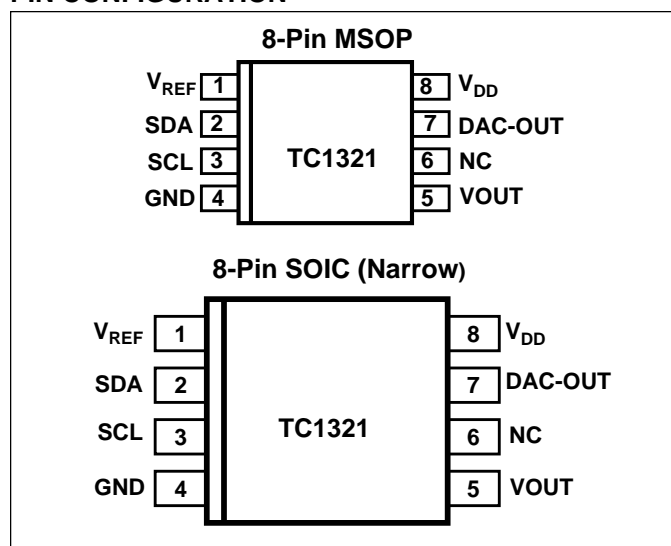 PIN CONFIGURATION
8-Pin MSOP
VREF 1 8 VDD
SDA 2 7 DAC-OUT
SCL 3 TC1321 6 NC
GND 4 5 VOUT
8-Pin SOIC (Narrow)
VREF 1 8 VDD
SDA 2 7 DAC-OUT
SCL 3 TC1321 6 NC
GND 4 5 VOUT